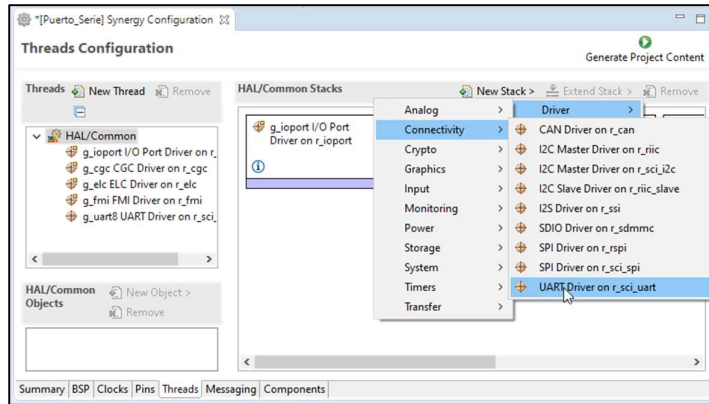 *[Puerto_Serie] Synergy Configuration
Threads Configuration
Generate Project Content
Threads
New Thread
Remove
HAL/Common
g_ioport I/O Port Driver on r_
g_cgc CGC Driver on r_cgc
g_elc ELC Driver on r_elc
g_fmi FMI Driver on r_fmi
g_uart8 UART Driver on r_sci_
HAL/Common Objects
New Object >
Remove
HAL/Common Stacks
New Stack >
Extend Stack >
Remove
g_ioport I/O Port
Driver on r_ioport
Driver
Analog
Connectivity
Crypto
Graphics
Input
Monitoring
Power
Storage
System
Timers
Transfer
CAN Driver on r_can
I2C Master Driver on r_riic
I2C Master Driver on r_sci_i2c
I2C Slave Driver on r_riic_slave
I2S Driver on r_ssi
SDIO Driver on r_sdmmc
SPI Driver on r_rspi
SPI Driver on r_sci_spi
UART Driver on r_sci_uart
Summary BSP Clocks Pins Threads Messaging Components